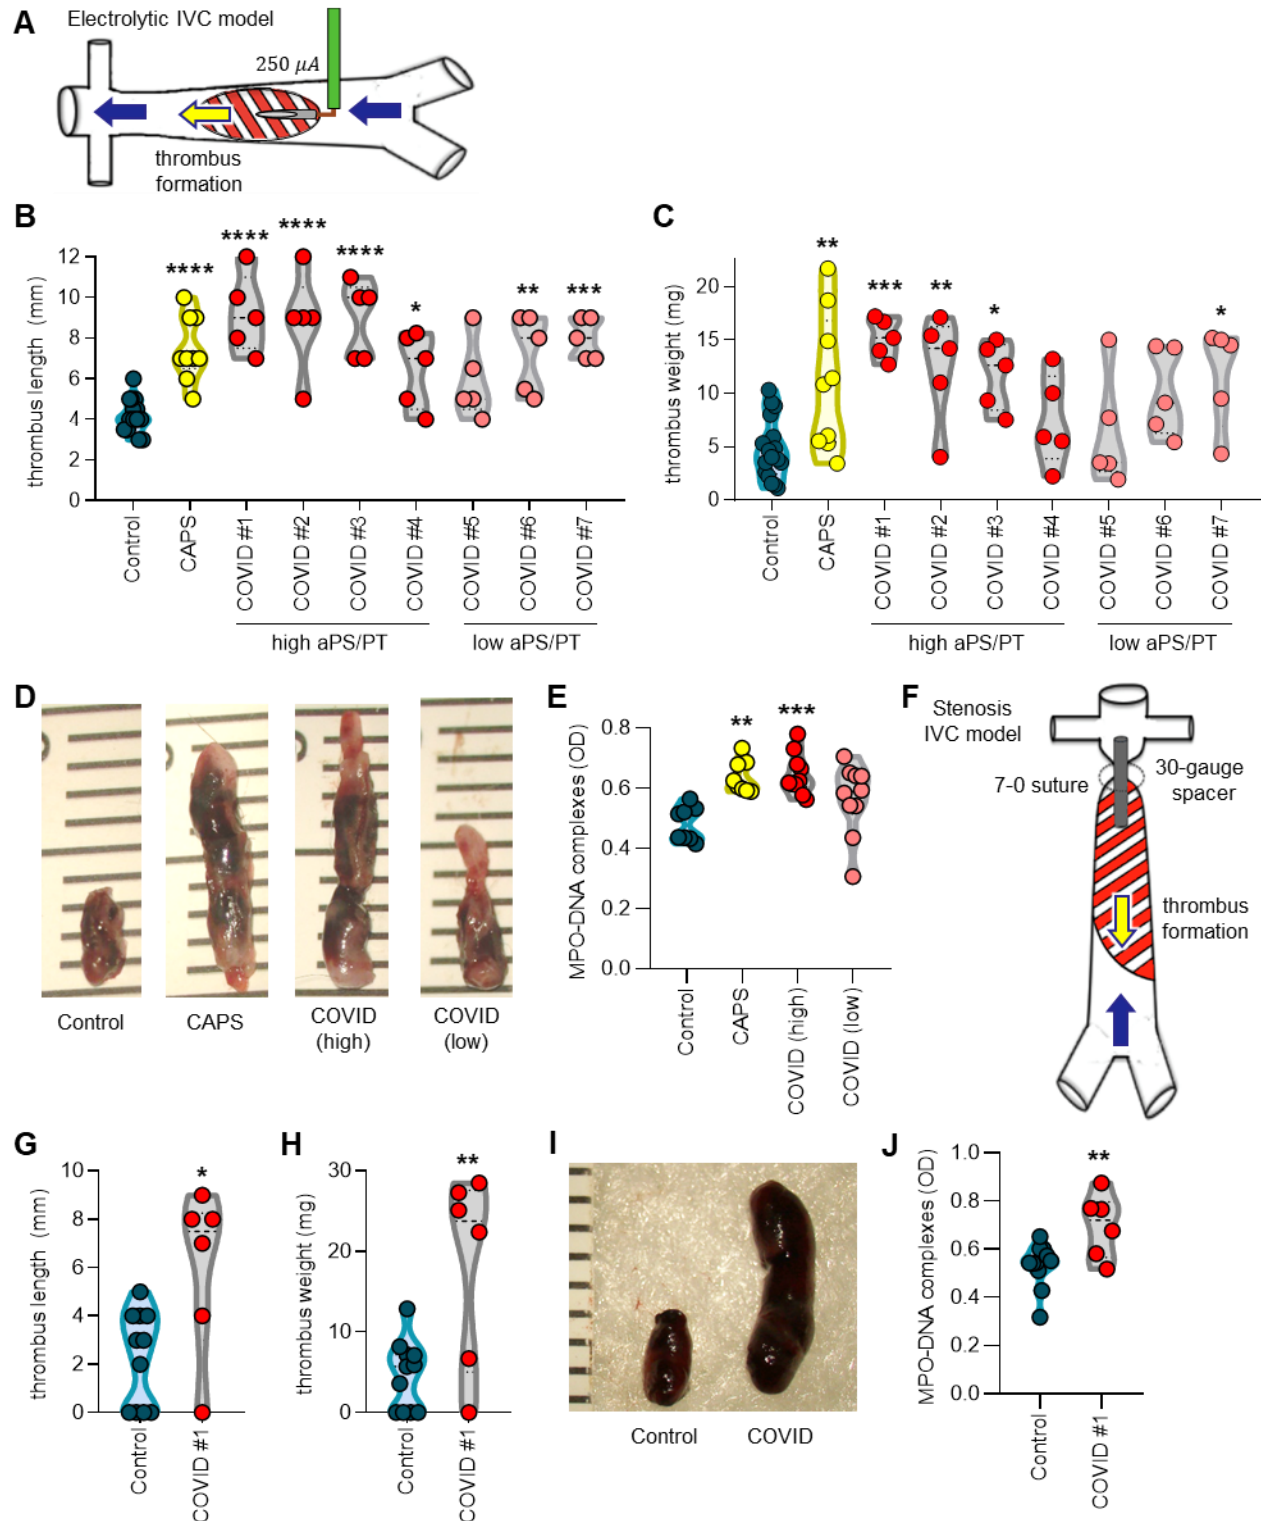 A
Electrolytic IVC model
250 μA
thrombus
formation
B
thrombus length (mm)
12
10
8
6
4
2
0
****
****
****
****
*
**
***
Control
CAPS
COVID #1
COVID #2
COVID #3
COVID #4
COVID #5
COVID #6
COVID #7
high aPS/PT
low aPS/PT
C
thrombus weight (mg)
20
15
10
5
0
**
***
**
*
*
Control
CAPS
COVID #1
COVID #2
COVID #3
COVID #4
COVID #5
COVID #6
COVID #7
high aPS/PT
low aPS/PT
D
Control
CAPS
COVID
(high)
COVID
(low)
E
MPO-DNA complexes (OD)
0.8
0.6
0.4
0.2
0.0
**
***
Control
CAPS
COVID (high)
COVID (low)
F
Stenosis
IVC model
7-0 suture
30-gauge
spacer
thrombus
formation
G
thrombus length (mm)
10
8
6
4
2
0
*
Control
COVID #1
H
thrombus weight (mg)
30
20
10
0
**
Control
COVID #1
I
Control
COVID
J
MPO-DNA complexes (OD)
1.0
0.8
0.6
0.4
0.2
0.0
**
Control
COVID #1